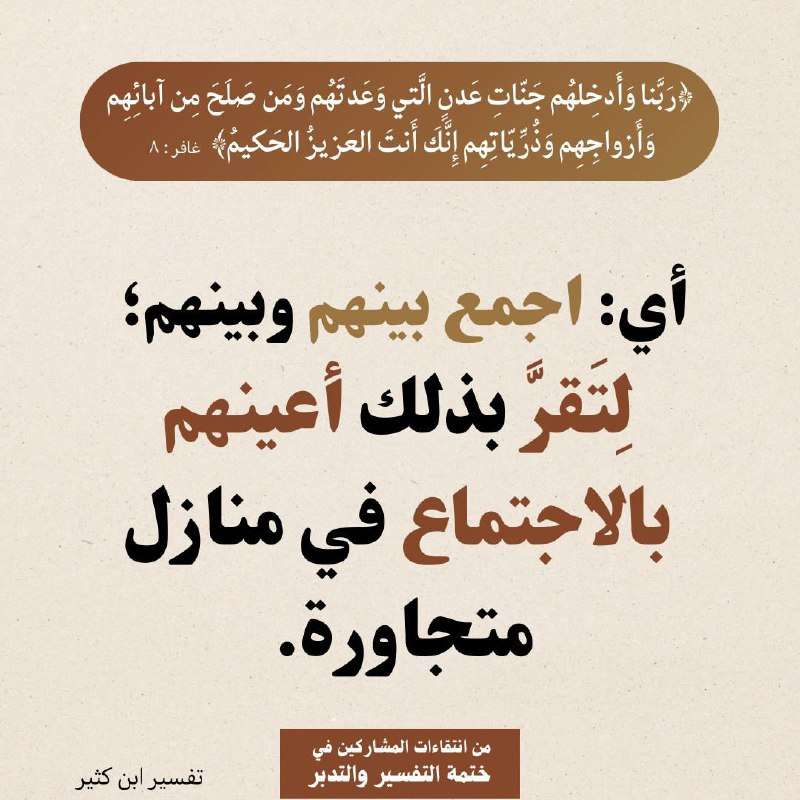 ﴿رَبَّنا وَأَدخِلهُم جَنّاتِ عَدنٍ الَّتي وَعَدتَهُم وَمَن صَلَحَ مِن آبائِهِم
وَأَزواجِهِم وَذُرِّيّاتِهِم إِنَّكَ أَنتَ العَزيزُ الحَكيمُ﴾ غافر: ٨
أي: اجمع بينهم وبينهم؛
لِتَقرَّ بذلك أعينهم
بالاجتماع في منازل
متجاورة.
من انتقاءات المشاركين في
ختمة التفسير والتدبر
تفسير ابن كثير